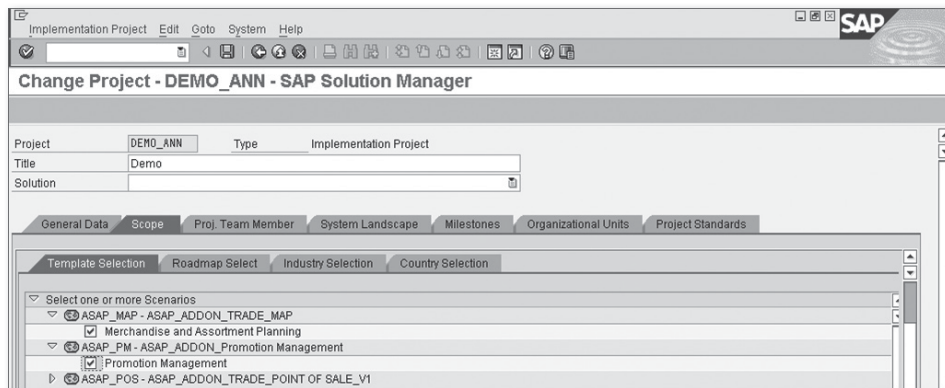 Implementation Project Edit Goto System Help
SAP
Change Project - DEMO_ANN - SAP Solution Manager
Project DEMO_ANN Type Implementation Project
Title Demo
Solution
General Data Scope Proj. Team Member System Landscape Milestones Organizational Units Project Standards
Template Selection Roadmap Select Industry Selection Country Selection
Select one or more Scenarios
ASAP_MAP - ASAP_ADDON_TRADE_MAP
Merchandise and Assortment Planning
ASAP_PM - ASAP_ADDON_Promotion Management
Promotion Management
ASAP_POS - ASAP_ADDON_TRADE_POINT OF SALE_V1